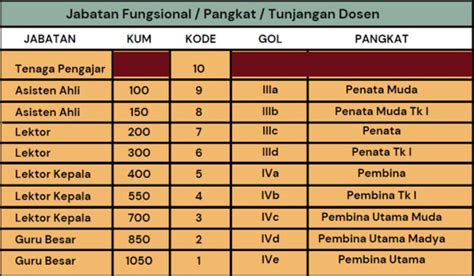 Jabatan Fungsional / Pangkat / Tunjangan Dosen
JABATAN KUM KODE GOL PANGKAT
Tenaga Pengajar 10
Asisten Ahli 100 9 IIIa Penata Muda
Asisten Ahli 150 8 IIIb Penata Muda Tk I
Lektor 200 7 IIIc Penata
Lektor 300 6 IIId Penata Tk I
Lektor Kepala 400 5 IVa Pembina
Lektor Kepala 550 4 IVb Pembina Tk I
Lektor Kepala 700 3 IVc Pembina Utama Muda
Guru Besar 850 2 IVd Pembina Utama Madya
Guru Besar 1050 1 IVe Pembina Utama